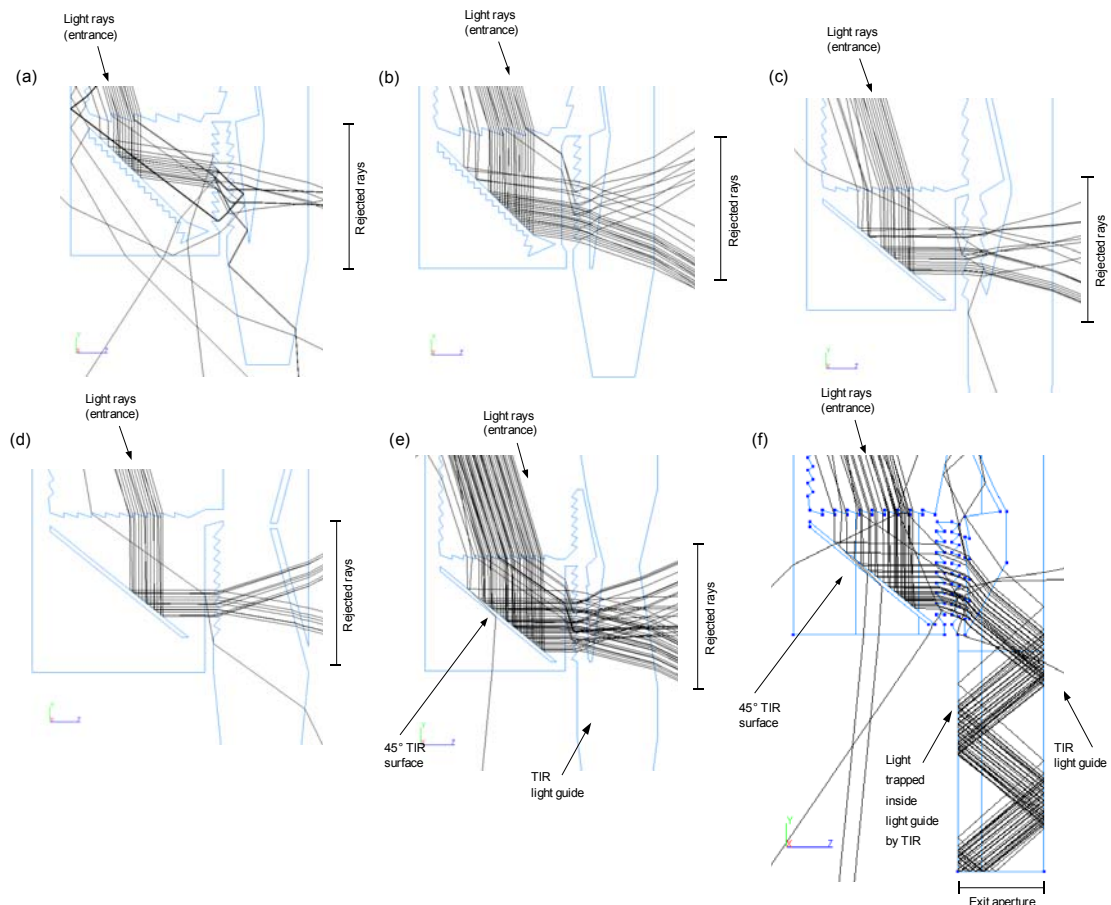 Light rays
(entrance)
(a)
Rejected rays
Y
Z
Light rays
(entrance)
(b)
Rejected rays
Y
Z
Light rays
(entrance)
(c)
Rejected rays
Y
Z
Light rays
(entrance)
(d)
Rejected rays
Y
Z
Light rays
(entrance)
(e)
Rejected rays
45° TIR
surface
TIR
light guide
Light rays
(entrance)
(f)
45° TIR
surface
Light
trapped
inside
light guide
by TIR
TIR
light guide
Y
Z
Exit aperture